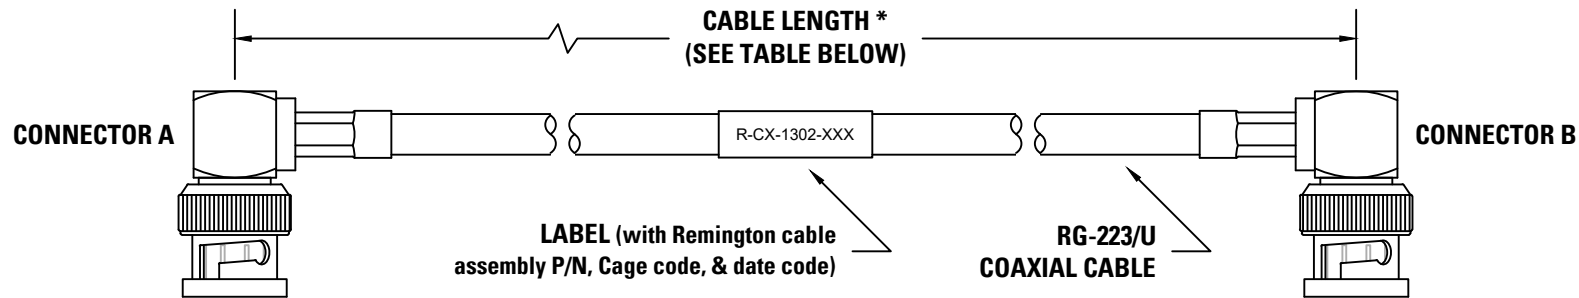 CABLE LENGTH *
(SEE TABLE BELOW)
CONNECTOR A
R-CX-1302-XXX
CONNECTOR B
LABEL (with Remington cable
assembly P/N, Cage code, & date code)
RG-223/U
COAXIAL CABLE